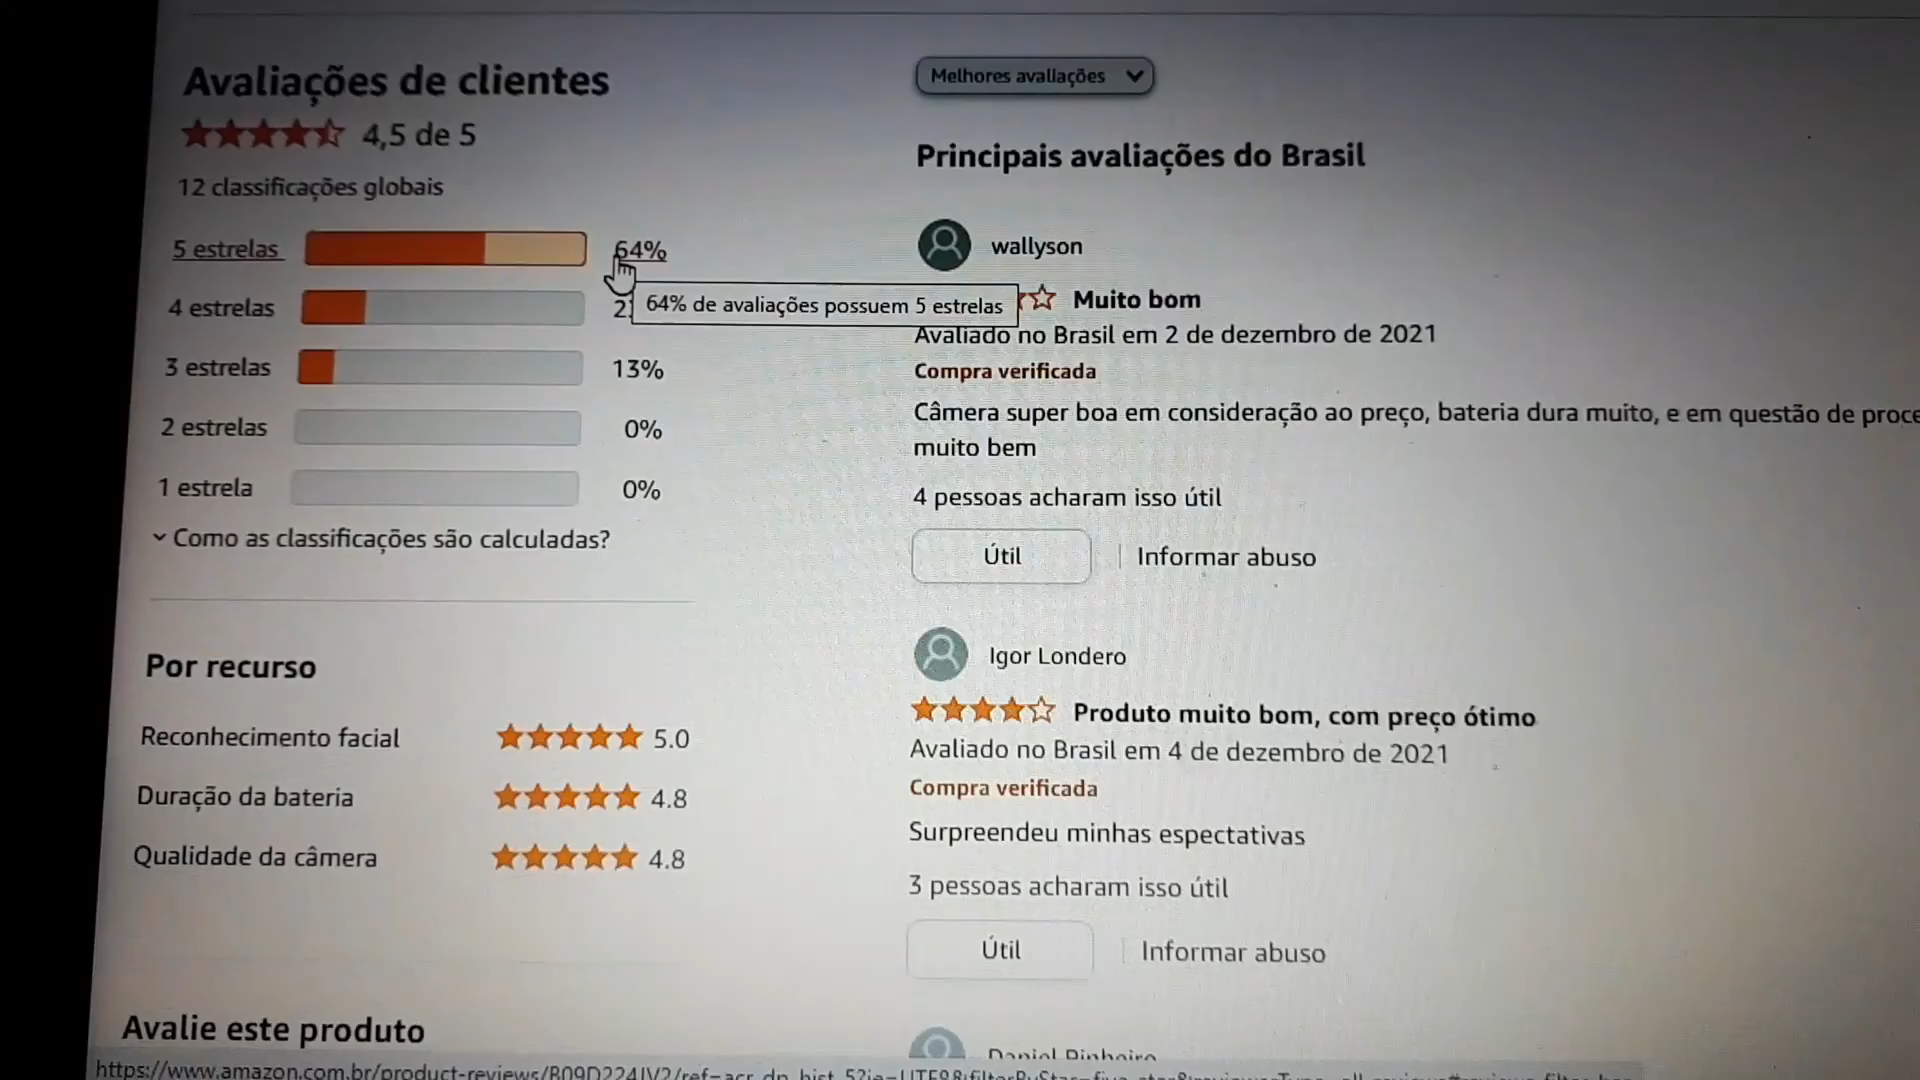 Avaliações de clientes
4,5 de 5
12 classificações globais
5 estrelas 64%
4 estrelas
3 estrelas 13%
2 estrelas 0%
1 estrela 0%
Como as classificações são calculadas?
64% de avaliações possuem 5 estrelas
Por recurso
Reconhecimento facial 5.0
Duração da bateria 4.8
Qualidade da câmera 4.8
Avalie este produto
Melhores avaliações
Principais avaliações do Brasil
wallyson
Muito bom
Avaliado no Brasil em 2 de dezembro de 2021
Compra verificada
Câmera super boa em consideração ao preço, bateria dura muito, e em questão de
muito bem
4 pessoas acharam isso útil
Útil
Informar abuso
Igor Londero
Produto muito bom, com preço ótimo
Avaliado no Brasil em 4 de dezembro de 2021
Compra verificada
Surpreendeu minhas espectativas
3 pessoas acharam isso útil
Útil
Informar abuso
Daniel Pinheiro